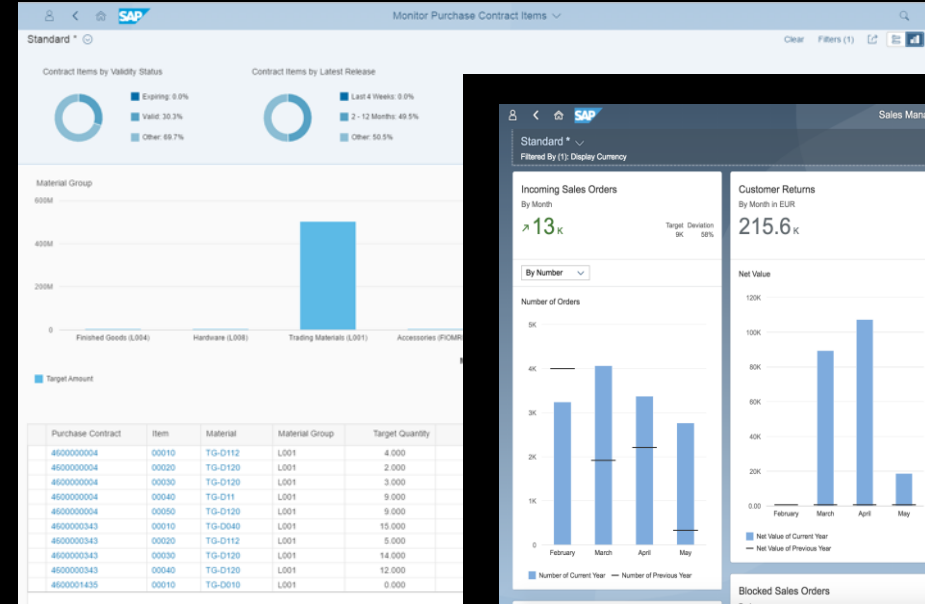 SAP
Monitor Purchase Contract Items
Standard *
Clear Filters (1)
Contract Items by Validity Status
Expiring: 0.0%
Valid: 30.3%
Other: 69.7%
Contract Items by Latest Release
Last 4 Weeks: 0.0%
2 - 12 Months: 49.5%
Other: 50.5%
Material Group
600M
400M
200M
0
Finished Goods (L004) Hardware (L008) Trading Materials (L001) Accessories (FIOMR
Target Amount
Purchase Contract Item Material Material Group Target Quantity
4600000004 00010 TG-D112 L001 4.000
4600000004 00020 TG-D120 L001 2.000
4600000004 00030 TG-D120 L001 3.000
4600000004 00040 TG-D11 L001 9.000
4600000004 00050 TG-D120 L001 9.000
4600000343 00010 TG-D040 L001 15.000
4600000343 00020 TG-D112 L001 5.000
4600000343 00030 TG-D120 L001 14.000
4600000343 00040 TG-D120 L001 12.000
4600001435 00010 TG-D010 L001 0.000
SAP
Sales Mana
Standard *
Filtered By (1): Display Currency
Incoming Sales Orders
By Month
13 K
Target Deviation
9K 58%
By Number
Number of Orders
5K
4K
3K
2K
1K
0
February March April May
Number of Current Year Number of Previous Year
Customer Returns
By Month in EUR
215.6 K
Net Value
120K
100K
80K
60K
40K
20K
0.00
February March April May
Net Value of Current Year
Net Value of Previous Year
Blocked Sales Orders